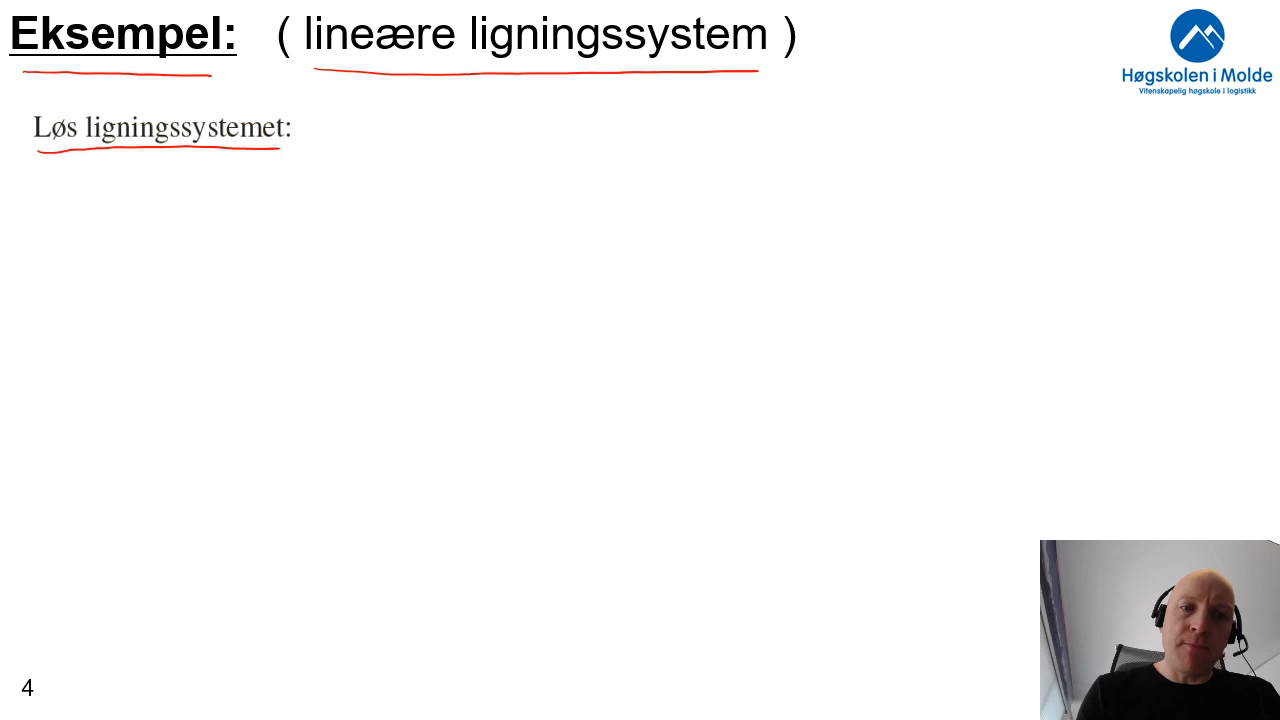 Eksempel: ( lineære ligningssystem )
Høgskolen i Molde
Vitenskapelig høgskole i logistikk
Løs ligningssystemet:
4